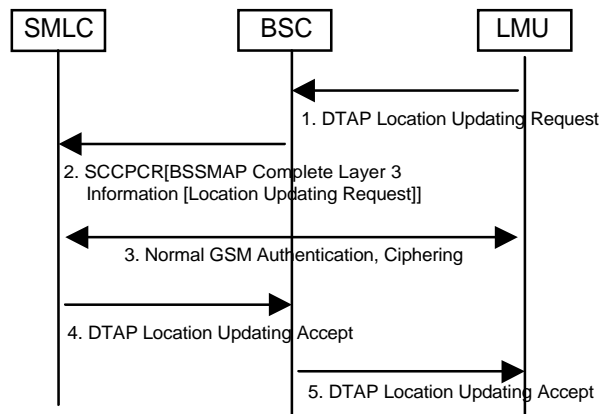 SMLC
BSC
LMU
1. DTAP Location Updating Request
2. SCCPCR[BSSMAP Complete Layer 3
Information [Location Updating Request]]
3. Normal GSM Authentication, Ciphering
4. DTAP Location Updating Accept
5. DTAP Location Updating Accept